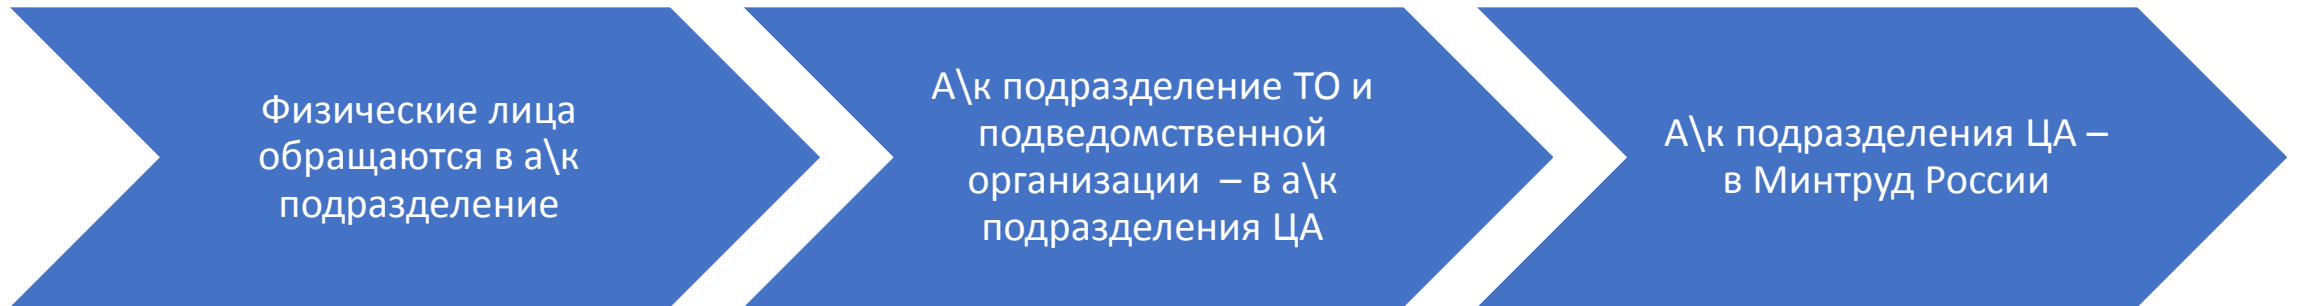 Физические лица
обращаются в а\к
подразделение
А\к подразделение ТО и
подведомственной
организации – в а\к
подразделения ЦА
А\к подразделения ЦА –
в Минтруд России